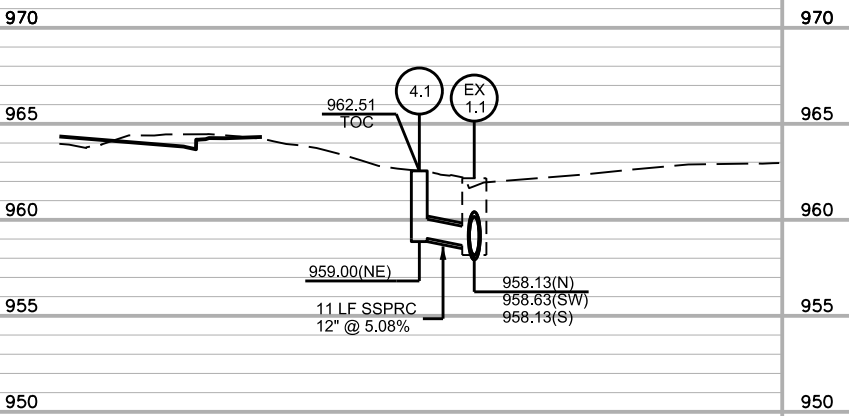 970
970
4.1
EX
1.1
962.51
TOC
965
965
960
960
959.00(NE)
958.13(N)
958.63(SW)
958.13(S)
11 LF SSPRC
12" @ 5.08%
955
955
950
950